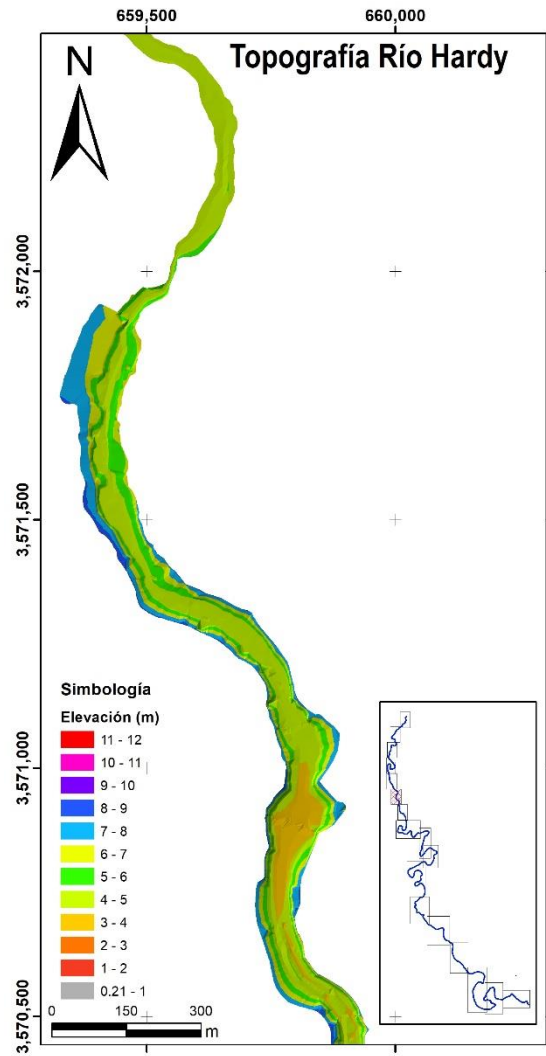 659,500 660,000
Topografía Río Hardy
N
3,572,000
3,571,500
3,571,000
3,570,500
Simbología
Elevación (m)
11 - 12
10 - 11
9 - 10
8 - 9
7 - 8
6 - 7
5 - 6
4 - 5
3 - 4
2 - 3
1 - 2
0.21 - 1
0 150 300
m